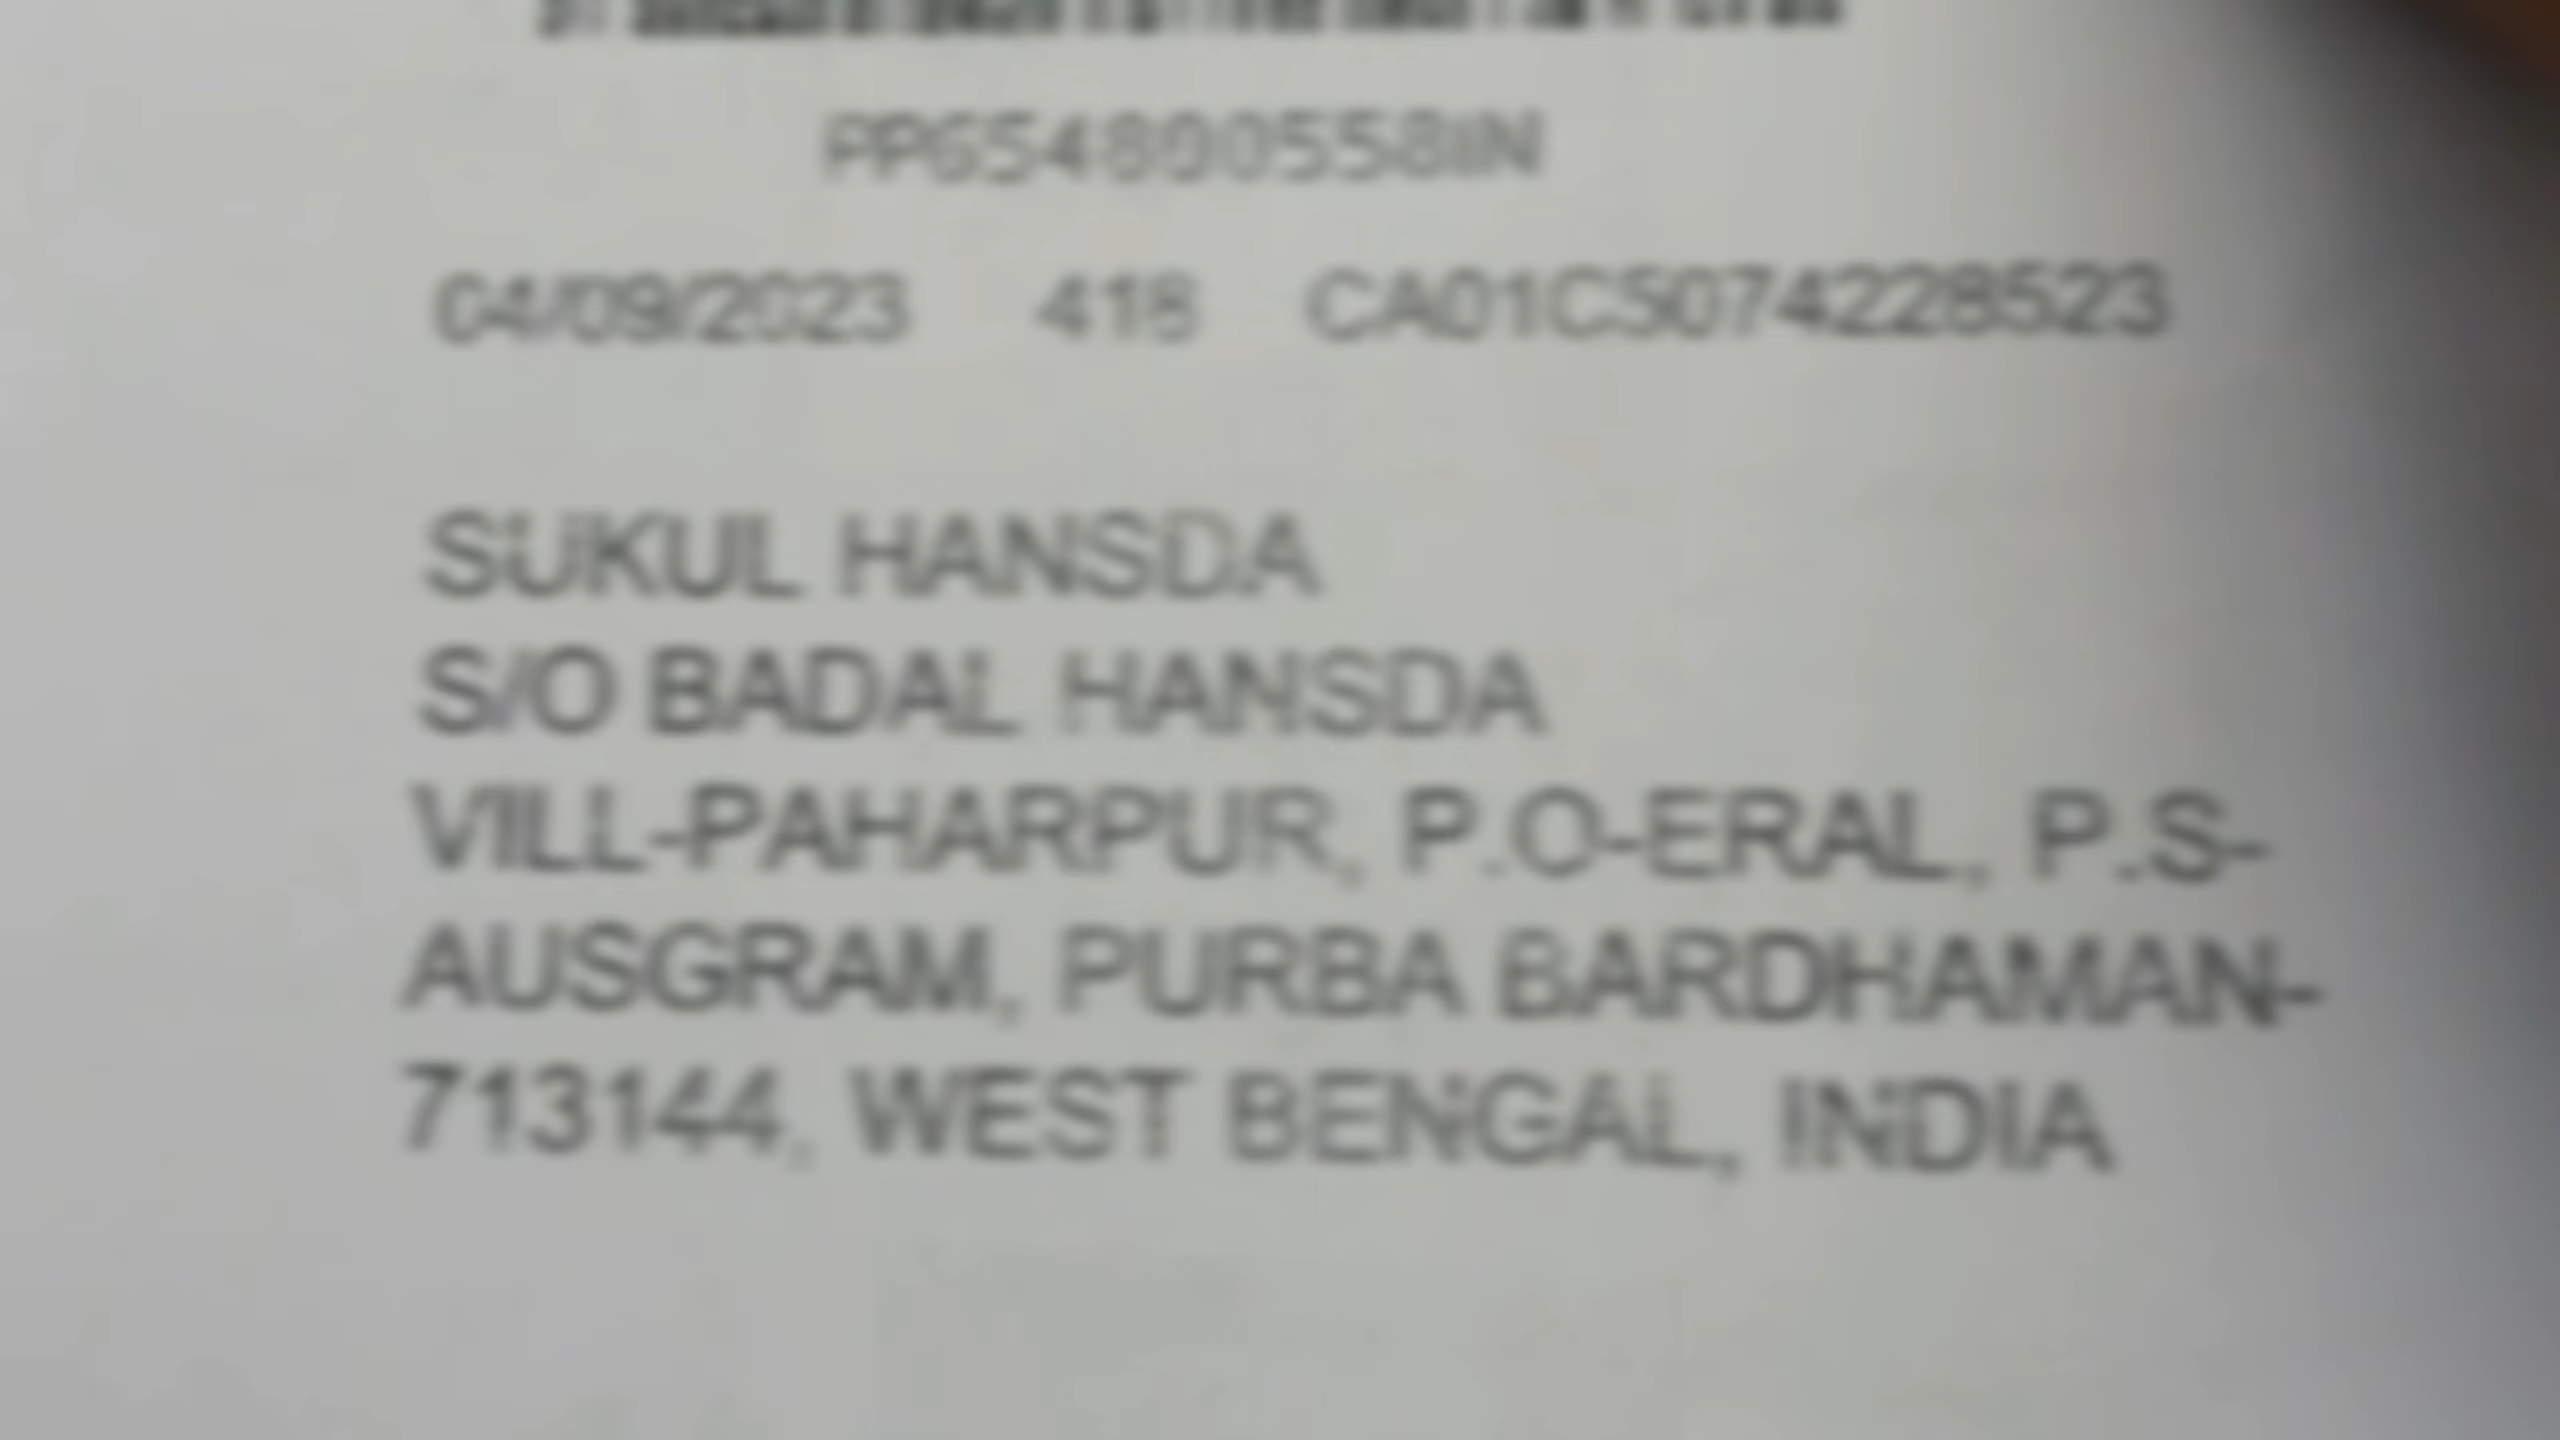 PP654800558IN
04/09/2023 418 CA01C5074228523
SUKUL HANSDA
S/O BADAL HANSDA
VILL-PAHARPUR, P.O-ERAL, P.S-
AUSGRAM, PURBA BARDHAMAN-
713144, WEST BENGAL, INDIA